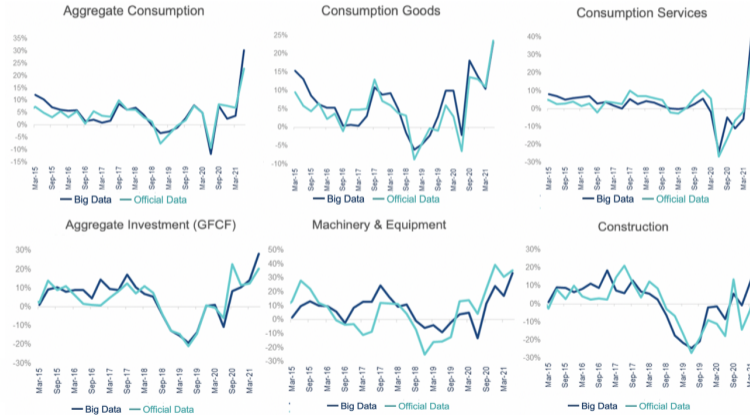 Aggregate Consumption
35%
30%
25%
20%
15%
10%
5%
0%
-5%
-10%
-15%
Mar-15
Sep-15
Mar-16
Sep-16
Mar-17
Sep-17
Mar-18
Sep-18
Mar-19
Sep-19
Mar-20
Sep-20
Mar-21
Big Data
Official Data
Consumption Goods
25%
20%
15%
10%
5%
0%
-5%
-10%
Mar-15
Sep-15
Mar-16
Sep-16
Mar-17
Sep-17
Mar-18
Sep-18
Mar-19
Sep-19
Mar-20
Sep-20
Mar-21
Big Data
Official Data
Consumption Services
40%
30%
20%
10%
0%
-10%
-20%
-30%
Mar-15
Sep-15
Mar-16
Sep-16
Mar-17
Sep-17
Mar-18
Sep-18
Mar-19
Sep-19
Mar-20
Sep-20
Mar-21
Big Data
Official Data
Aggregate Investment (GFCF)
30%
20%
10%
0%
-10%
-20%
-30%
Mar-15
Sep-15
Mar-16
Sep-16
Mar-17
Sep-17
Mar-18
Sep-18
Mar-19
Sep-19
Mar-20
Sep-20
Mar-21
Big Data
Official Data
Machinery & Equipment
50%
40%
30%
20%
10%
0%
-10%
-20%
-30%
Mar-15
Sep-15
Mar-16
Sep-16
Mar-17
Sep-17
Mar-18
Sep-18
Mar-19
Sep-19
Mar-20
Sep-20
Mar-21
Big Data
Official Data
Construction
30%
20%
10%
0%
-10%
-20%
-30%
Mar-15
Sep-15
Mar-16
Sep-16
Mar-17
Sep-17
Mar-18
Sep-18
Mar-19
Sep-19
Mar-20
Sep-20
Mar-21
Big Data
Official Data